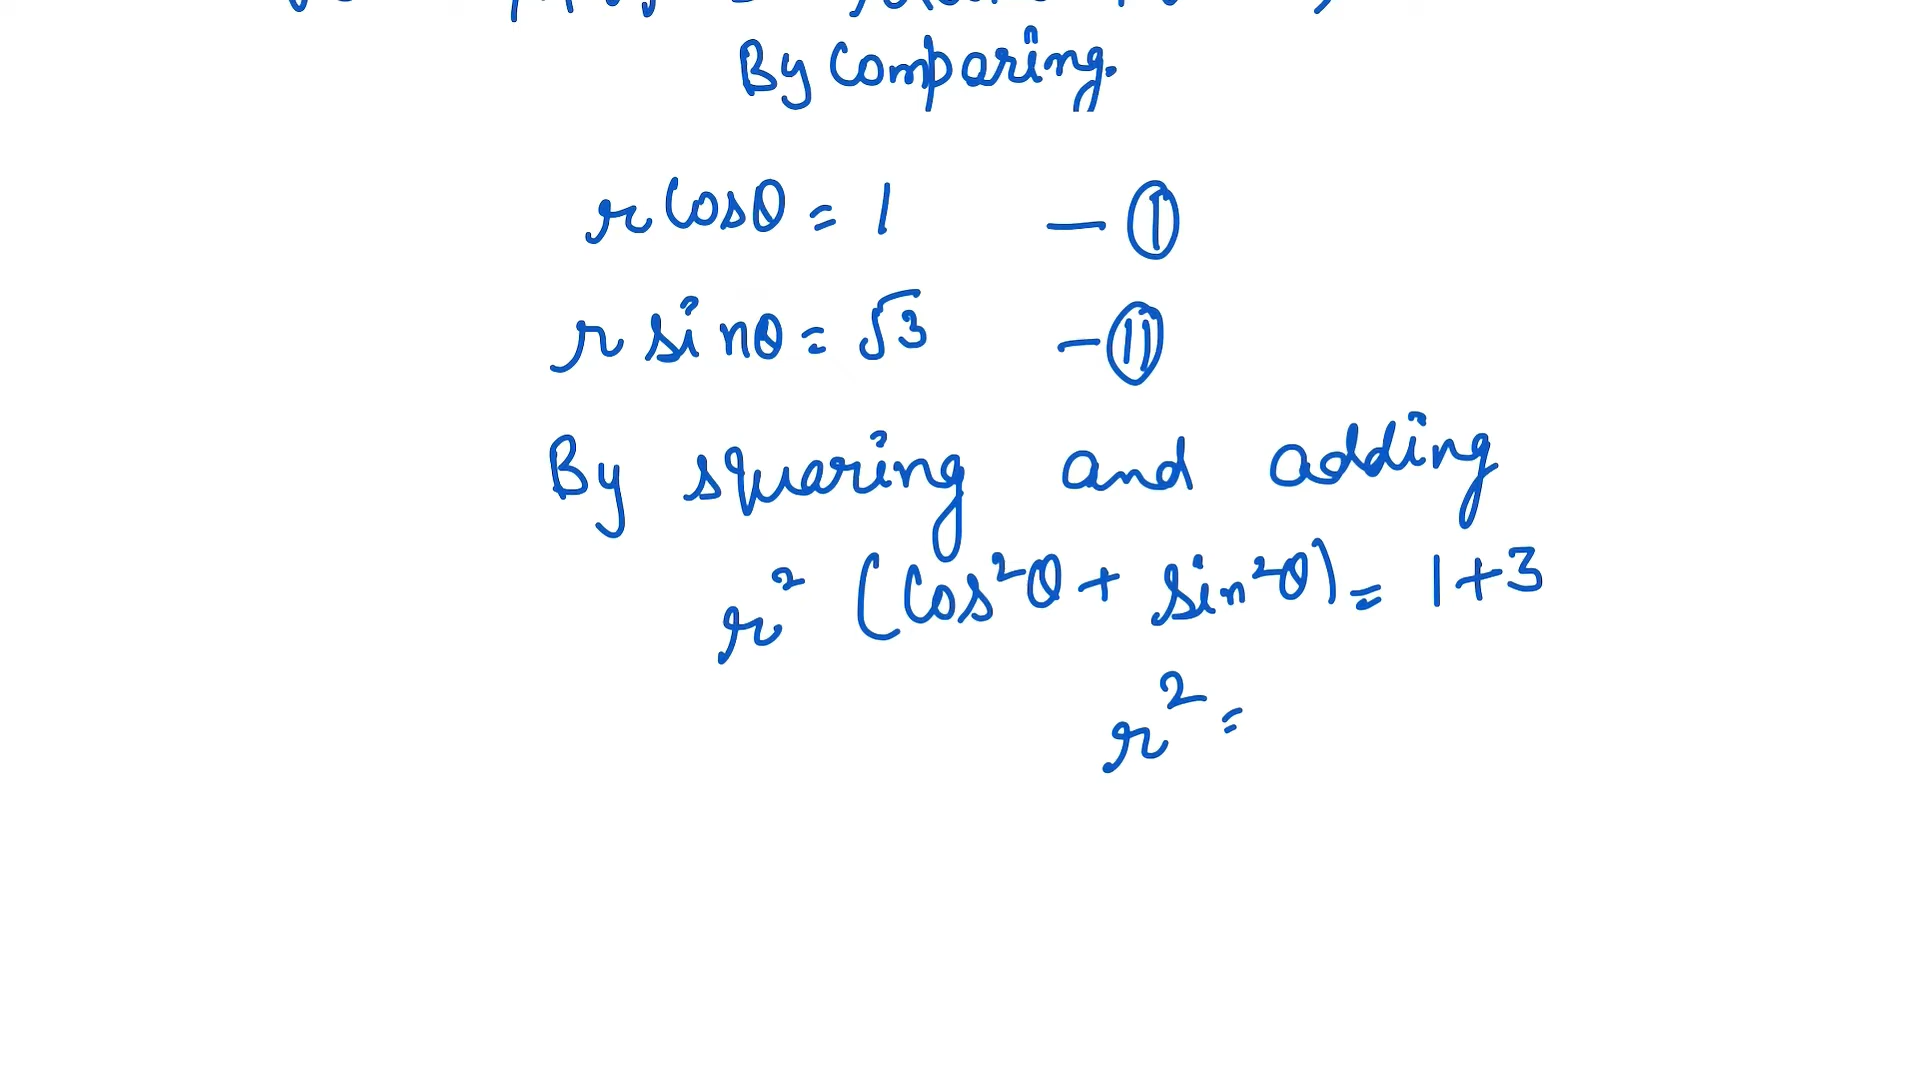 By Comparing.
r Cosθ = 1 — (I)
r sinθ = √3 — (II)
By squaring and adding
r² (Cos²θ + sin²θ) = 1+3
r² =